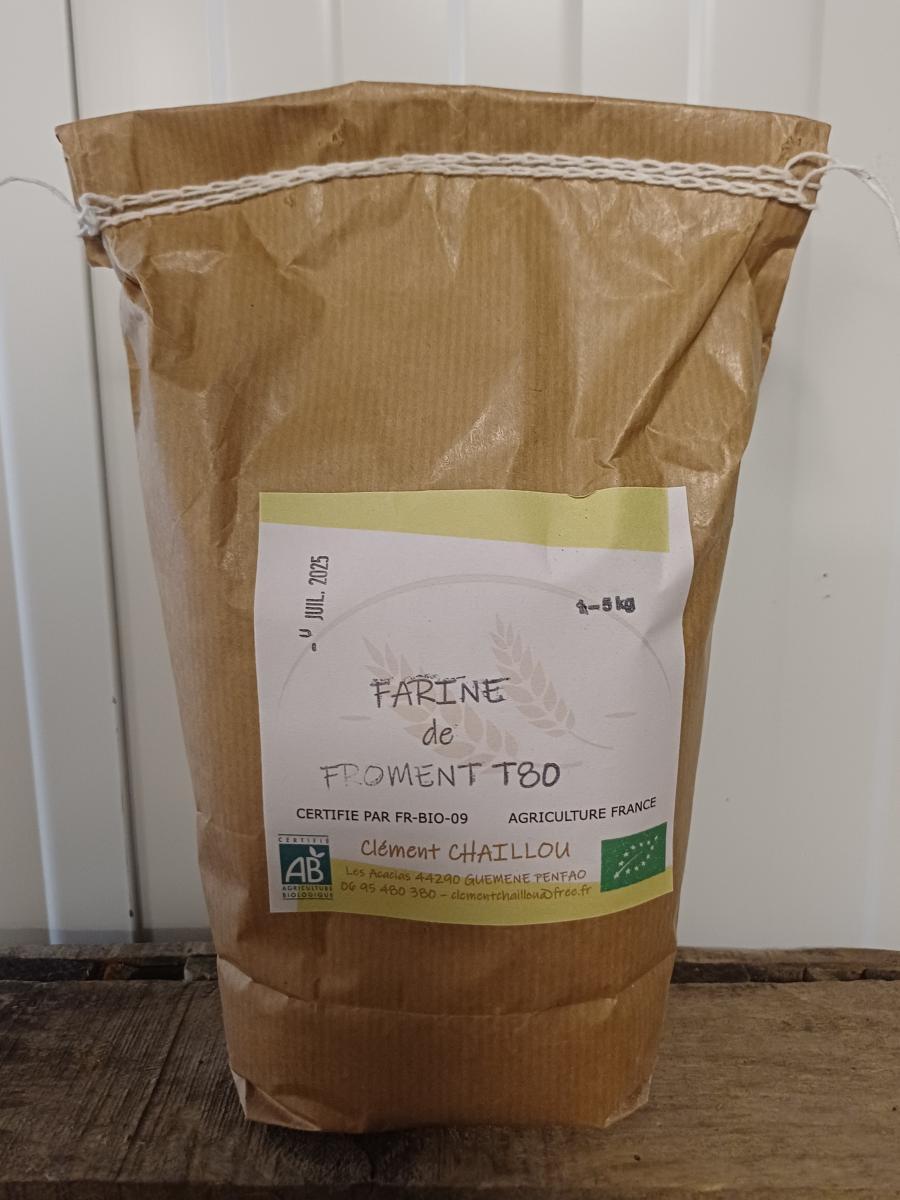 JUIL. 2025
5 kg
FARINE
de
FROMENT T80
CERTIFIE PAR FR-BIO-09 AGRICULTURE FRANCE
CERTIFIÉ
AB
AGRICULTURE
BIOLOGIQUE
Clément CHAILLOU
Les Acacias 44290 GUEMENE PENFAO
06 95 480 380 - clementchaillou@free.fr